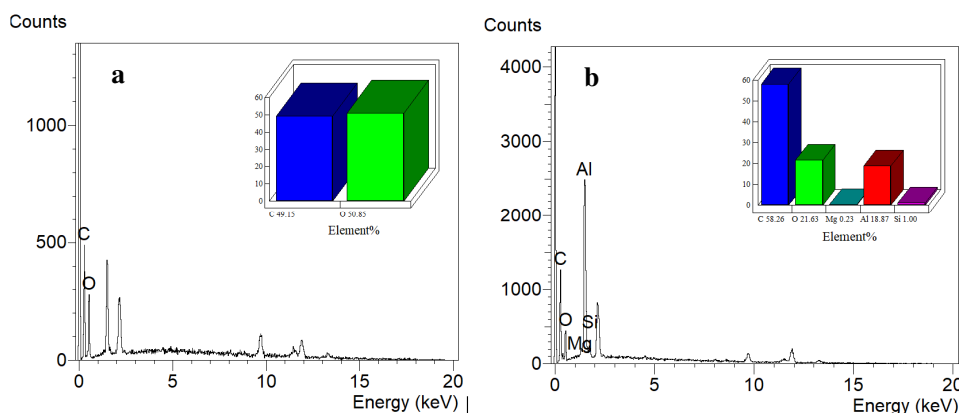 Counts
a
1000
500
0
C
O
60
50
40
30
20
10
0
C 49.15 O 50.85
Element%
0 5 10 15 20
Energy (keV)
Counts
b
4000
3000
2000
1000
0
Al
C
O
Si
Mg
60
50
40
30
20
10
0
C 58.26 O 21.63 Mg 0.23 Al 18.87 Si 1.00
Element%
0 5 10 15 20
Energy (keV)